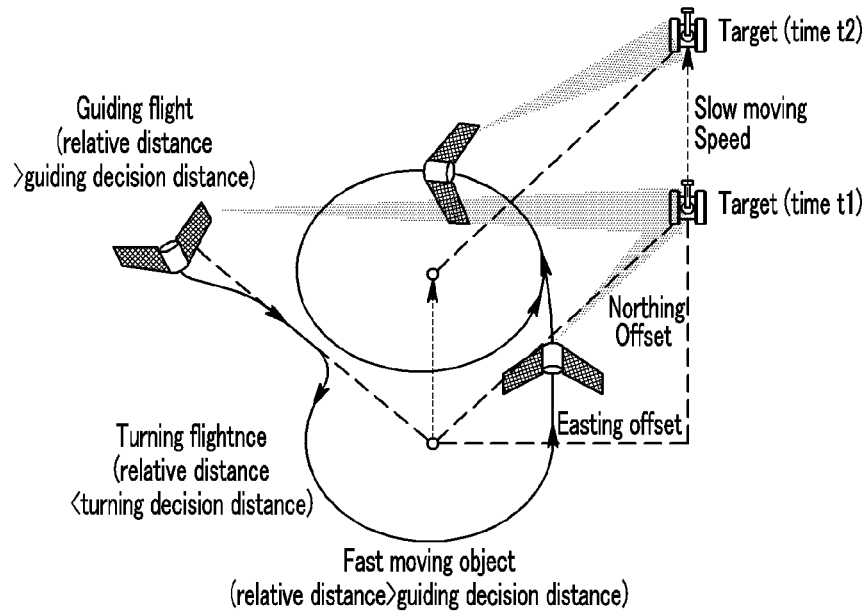 Target (time t2)
Guiding flight
(relative distance
>guiding decision distance)
Slow moving
Speed
Target (time t1)
Northing
Offset
Easting offset
Turning flightnce
(relative distance
<turning decision distance)
Fast moving object
(relative distance>guiding decision distance)